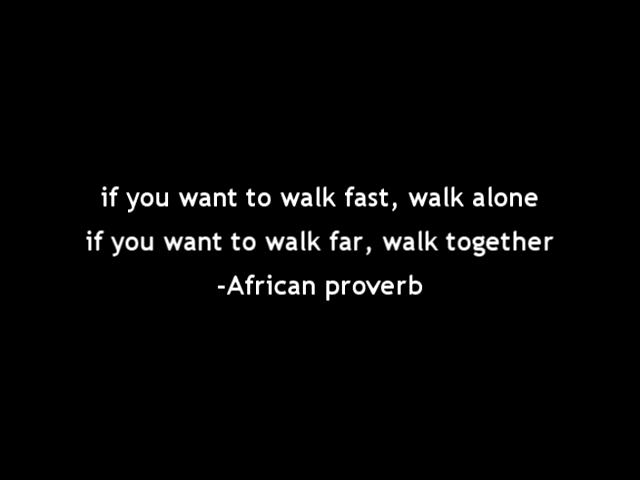 if you want to walk fast, walk alone
if you want to walk far, walk together
-African proverb